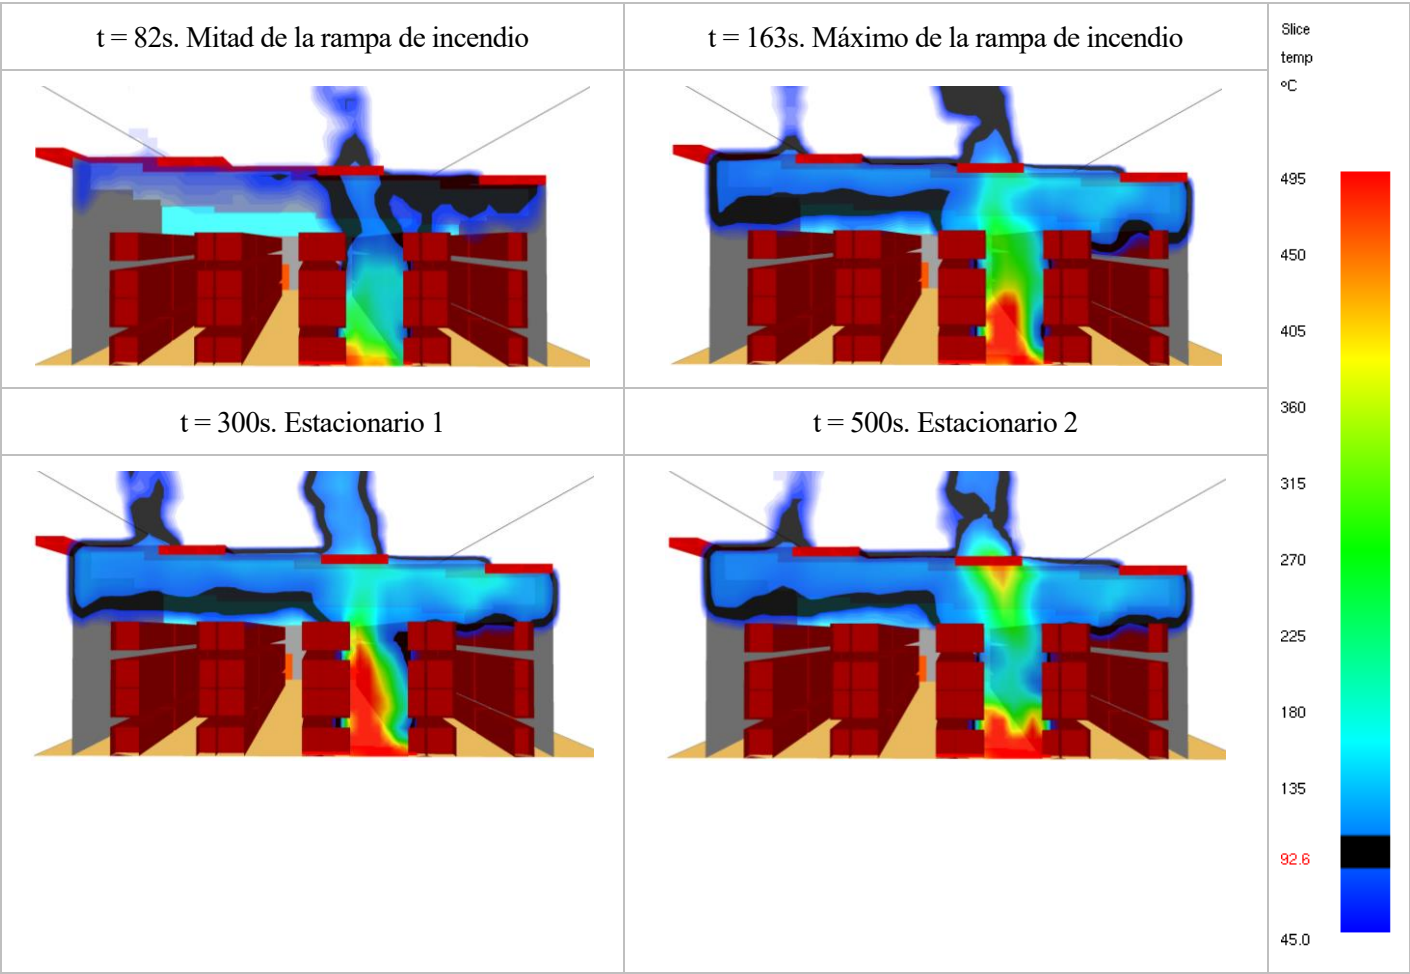 t = 82s. Mitad de la rampa de incendio
t = 163s. Máximo de la rampa de incendio
t = 300s. Estacionario 1
t = 500s. Estacionario 2
Slice
temp
ºC
495
450
405
360
315
270
225
180
135
92.6
45.0